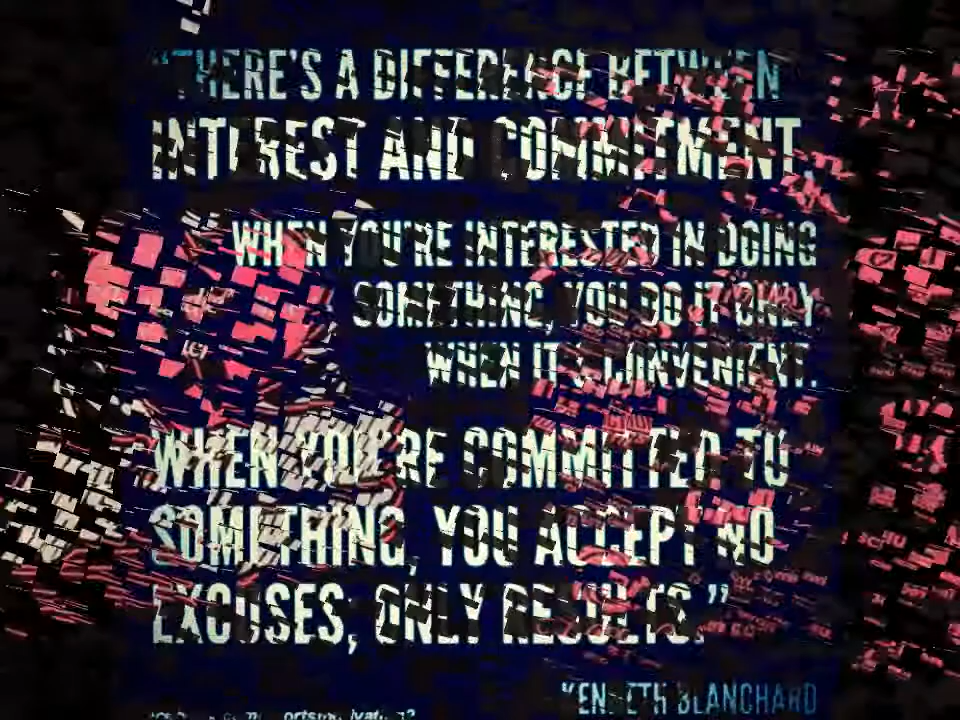 "THERE'S A DIFFERENCE BETWEEN
INTEREST AND COMMITMENT.
WHEN YOU'RE INTERESTED IN DOING
SOMETHING, YOU DO IT ONLY
WHEN IT'S CONVENIENT.
WHEN YOU'RE COMMITTED TO
SOMETHING, YOU ACCEPT NO
EXCUSES; ONLY RESULTS."
KENNETH BLANCHARD